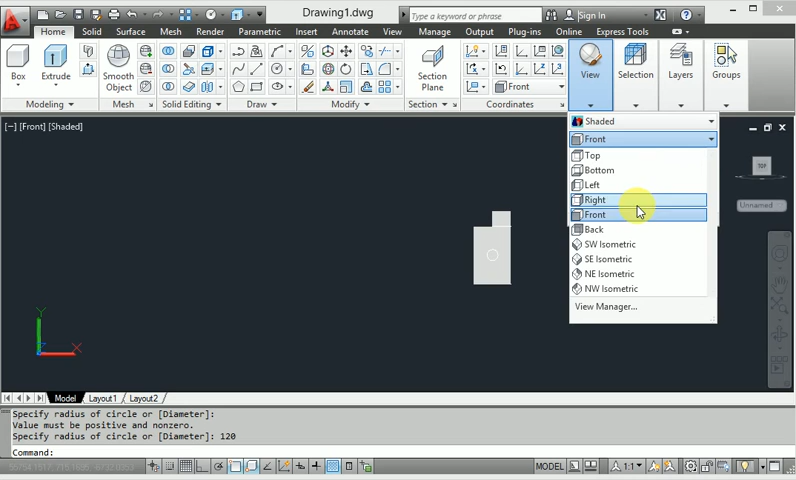 Drawing1.dwg
Type a keyword or phrase
Sign In
Home Solid Surface Mesh Render Parametric Insert Annotate View Manage Output Plug-ins Online Express Tools
Box
Extrude
Smooth Object
Section Plane
Front
View
Selection
Layers
Groups
Modeling
Mesh
Solid Editing
Draw
Modify
Section
Coordinates
[−] [Front] [Shaded]
Shaded
Front
Top
Bottom
Left
Right
Front
Back
SW Isometric
SE Isometric
NE Isometric
NW Isometric
View Manager...
TOP
Unnamed
Y
X
Model Layout1 Layout2
Specify radius of circle or [Diameter]:
Value must be positive and nonzero.
Specify radius of circle or [Diameter]: 120
Command:
MODEL
1:1